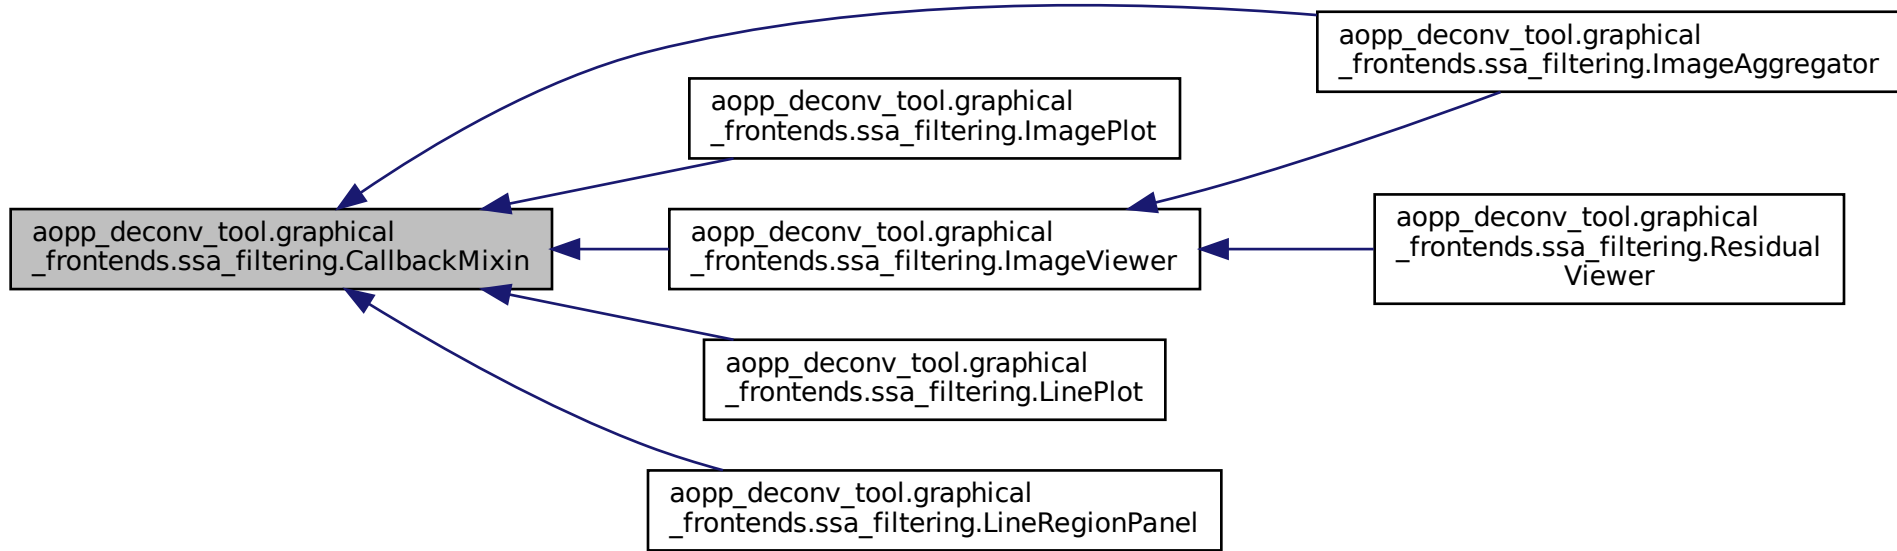 aopp_deconv_tool.graphical
_frontends.ssa_filtering.ImageAggregator
aopp_deconv_tool.graphical
_frontends.ssa_filtering.ImagePlot
aopp_deconv_tool.graphical
_frontends.ssa_filtering.CallbackMixin
aopp_deconv_tool.graphical
_frontends.ssa_filtering.ImageViewer
aopp_deconv_tool.graphical
_frontends.ssa_filtering.Residual
Viewer
aopp_deconv_tool.graphical
_frontends.ssa_filtering.LinePlot
aopp_deconv_tool.graphical
_frontends.ssa_filtering.LineRegionPanel